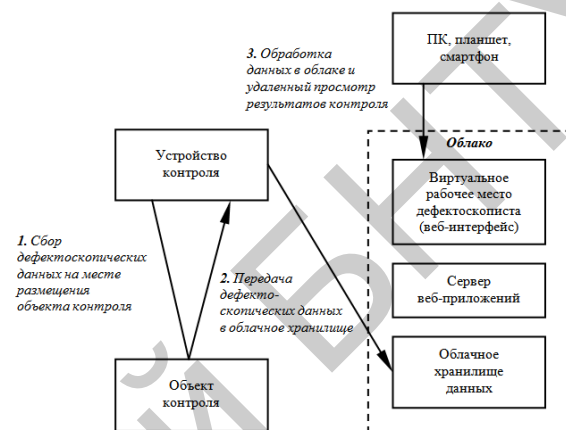 ПК, планшет,
смартфон
3. Обработка
данных в облаке и
удаленный просмотр
результатов контроля
Облако
Устройство
контроля
Виртуальное
рабочее место
дефектоскописта
(веб-интерфейс)
1. Сбор
дефектоскопических
данных на месте
размещения
объекта контроля
2. Передача
дефекто-
скопических данных
в облачное хранилище
Сервер
веб-приложений
Облачное
хранилище
данных
Объект
контроля
БНТУ